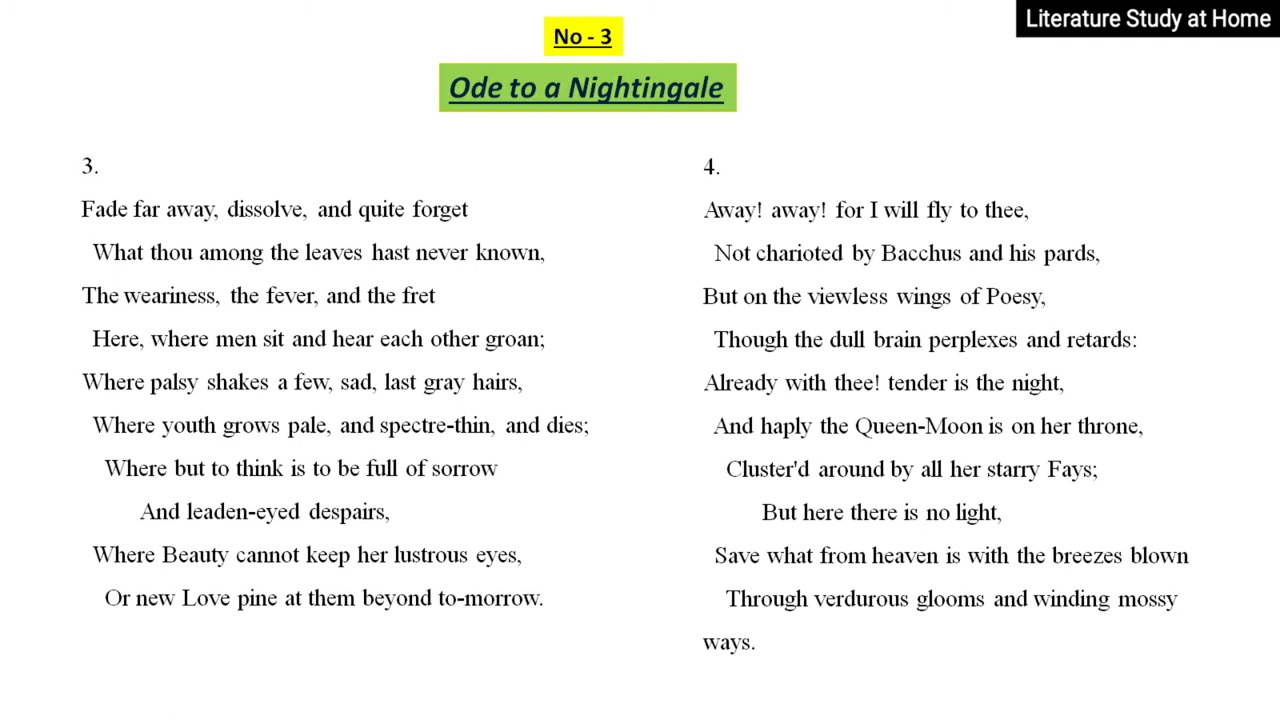 Literature Study at Home
No - 3
Ode to a Nightingale
3.
Fade far away, dissolve, and quite forget
What thou among the leaves hast never known,
The weariness, the fever, and the fret
Here, where men sit and hear each other groan;
Where palsy shakes a few, sad, last gray hairs,
Where youth grows pale, and spectre-thin, and dies;
Where but to think is to be full of sorrow
And leaden-eyed despairs,
Where Beauty cannot keep her lustrous eyes,
Or new Love pine at them beyond to-morrow.
4.
Away! away! for I will fly to thee,
Not charioted by Bacchus and his pards,
But on the viewless wings of Poesy,
Though the dull brain perplexes and retards:
Already with thee! tender is the night,
And haply the Queen-Moon is on her throne,
Cluster'd around by all her starry Fays;
But here there is no light,
Save what from heaven is with the breezes blown
Through verdurous glooms and winding mossy
ways.